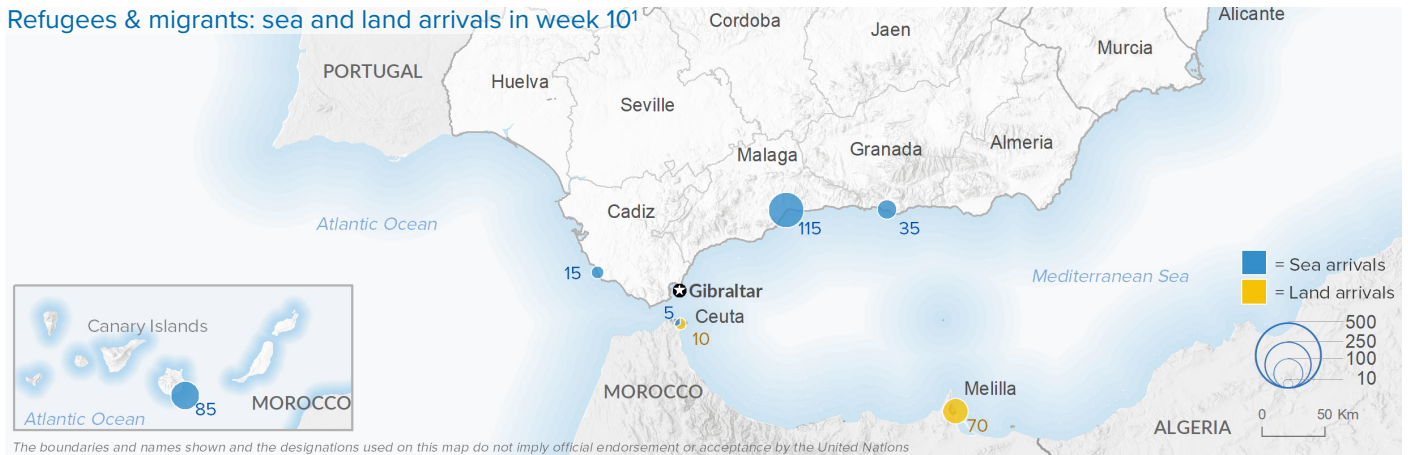 Refugees & migrants: sea and land arrivals in week 10¹
Cordoba
Jaen
Alicante
Murcia
PORTUGAL
Huelva
Seville
Malaga
Granada
Almeria
Cadiz
Atlantic Ocean
115
35
15
Mediterranean Sea
= Sea arrivals
= Land arrivals
Gibraltar
5
Ceuta
10
500
250
100
10
Canary Islands
MOROCCO
85
Atlantic Ocean
MOROCCO
Melilla
70
0 50 Km
ALGERIA
The boundaries and names shown and the designations used on this map do not imply official endorsement or acceptance by the United Nations